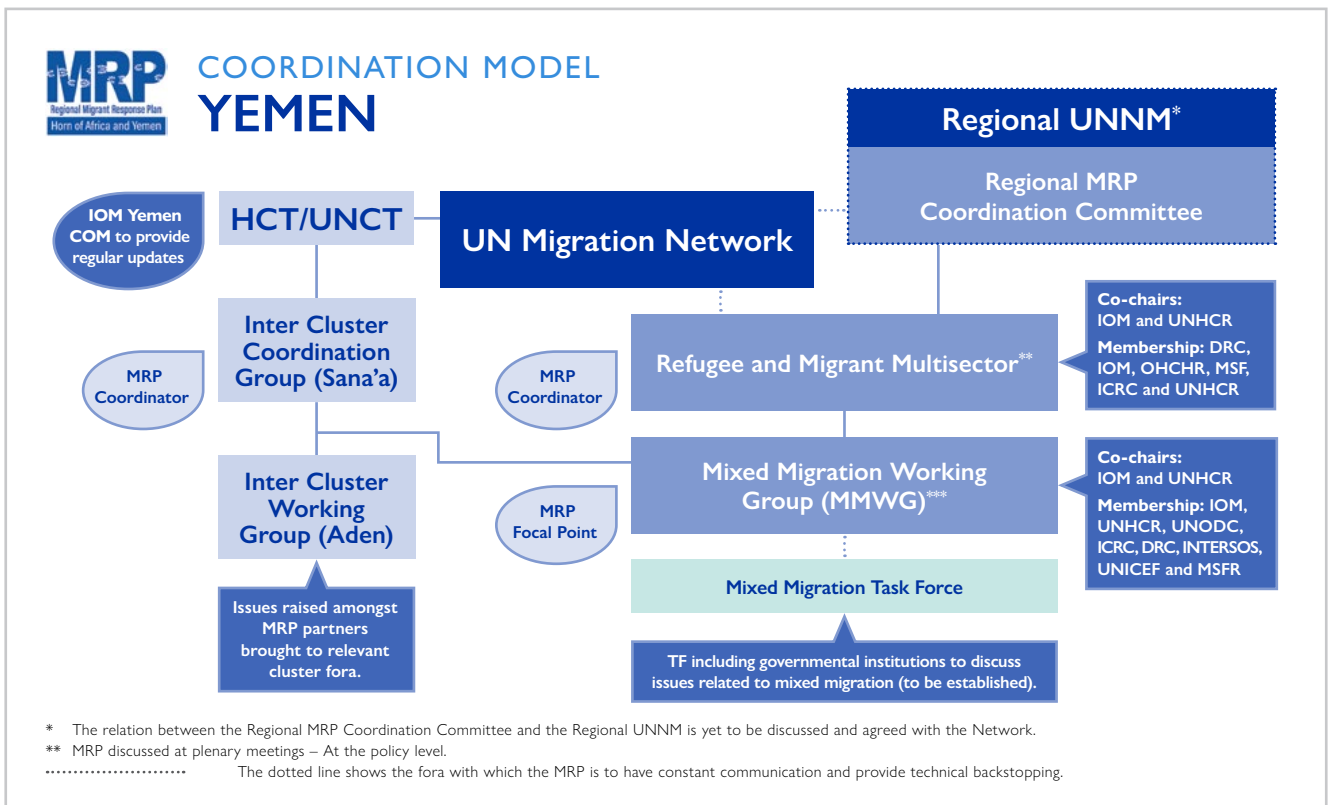 MRP
Regional Migrant Response Plan
Horn of Africa and Yemen
COORDINATION MODEL
YEMEN
Regional UNNM*
Regional MRP
Coordination Committee
IOM Yemen
COM to provide
regular updates
HCT/UNCT
UN Migration Network
Inter Cluster
Coordination
Group (Sana’a)
MRP
Coordinator
MRP
Coordinator
Refugee and Migrant Multisector**
Co-chairs:
IOM and UNHCR
Membership: DRC,
IOM, OHCHR, MSF,
ICRC and UNHCR
Inter Cluster
Working
Group (Aden)
MRP
Focal Point
Mixed Migration Working
Group (MMWG)***
Co-chairs:
IOM and UNHCR
Membership: IOM,
UNHCR, UNODC,
ICRC, DRC, INTERSOS,
UNICEF and MSFR
Mixed Migration Task Force
Issues raised amongst
MRP partners
brought to relevant
cluster fora.
TF including governmental institutions to discuss
issues related to mixed migration (to be established).
* The relation between the Regional MRP Coordination Committee and the Regional UNNM is yet to be discussed and agreed with the Network.
** MRP discussed at plenary meetings – At the policy level.
The dotted line shows the fora with which the MRP is to have constant communication and provide technical backstopping.